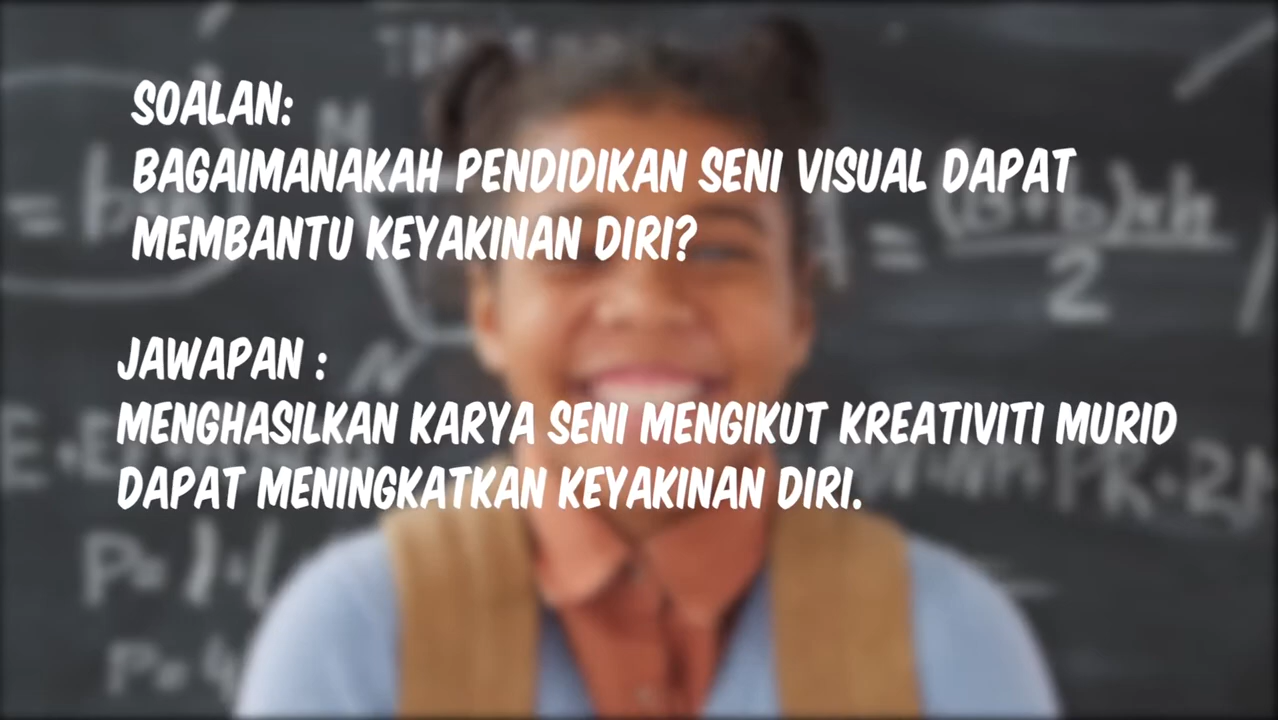 SOALAN:
BAGAIMANAKAH PENDIDIKAN SENI VISUAL DAPAT
MEMBANTU KEYAKINAN DIRI?
JAWAPAN :
MENGHASILKAN KARYA SENI MENGIKUT KREATIVITI MURID
DAPAT MENINGKATKAN KEYAKINAN DIRI.